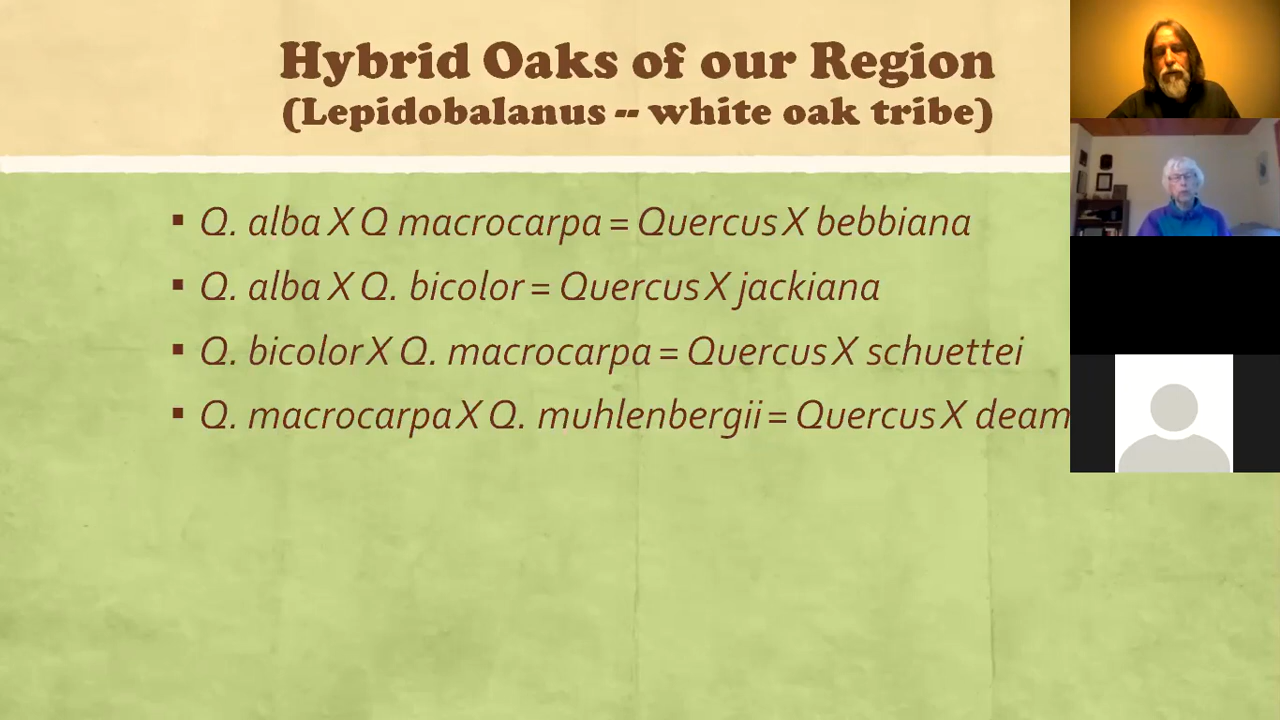 Hybrid Oaks of our Region
(Lepidobalanus -- white oak tribe)
▪ Q. alba X Q macrocarpa = Quercus X bebbiana
▪ Q. alba X Q. bicolor = Quercus X jackiana
▪ Q. bicolor X Q. macrocarpa = Quercus X schuettei
▪ Q. macrocarpa X Q. muhlenbergii = Quercus X deam